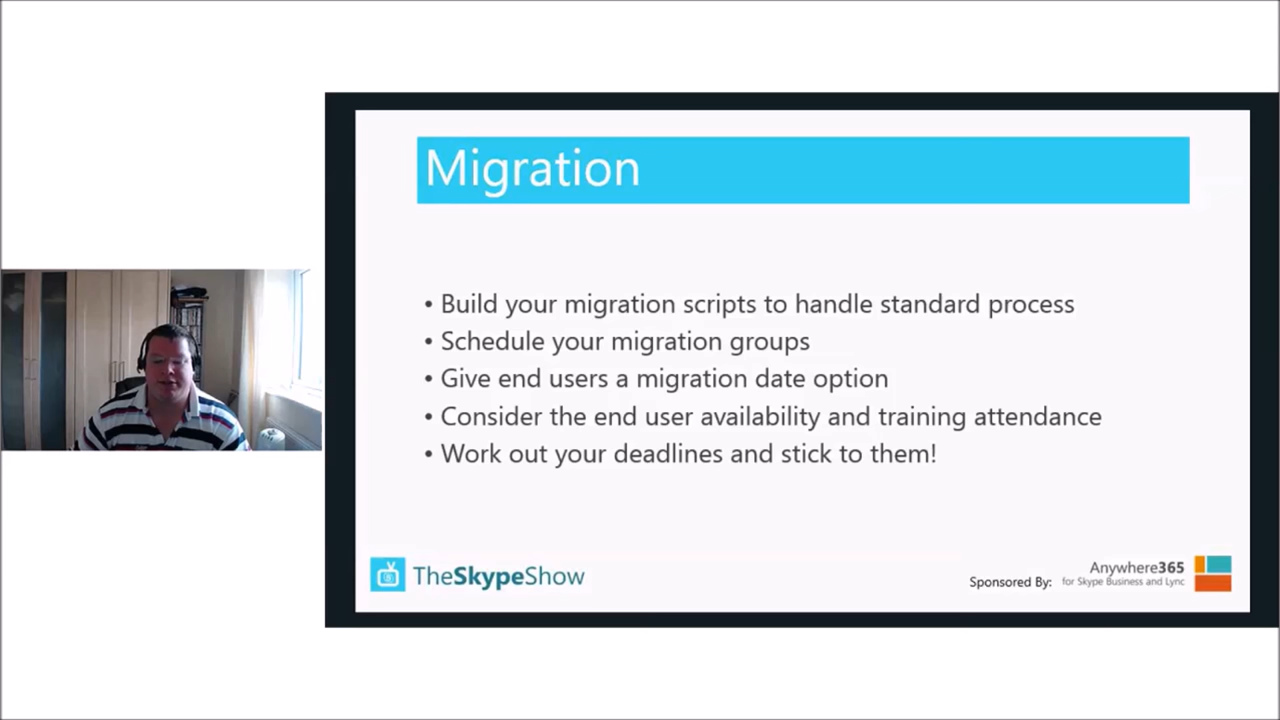 Migration
• Build your migration scripts to handle standard process
• Schedule your migration groups
• Give end users a migration date option
• Consider the end user availability and training attendance
• Work out your deadlines and stick to them!
TheSkypeShow
Sponsored By:
Anywhere365
for Skype Business and Lync